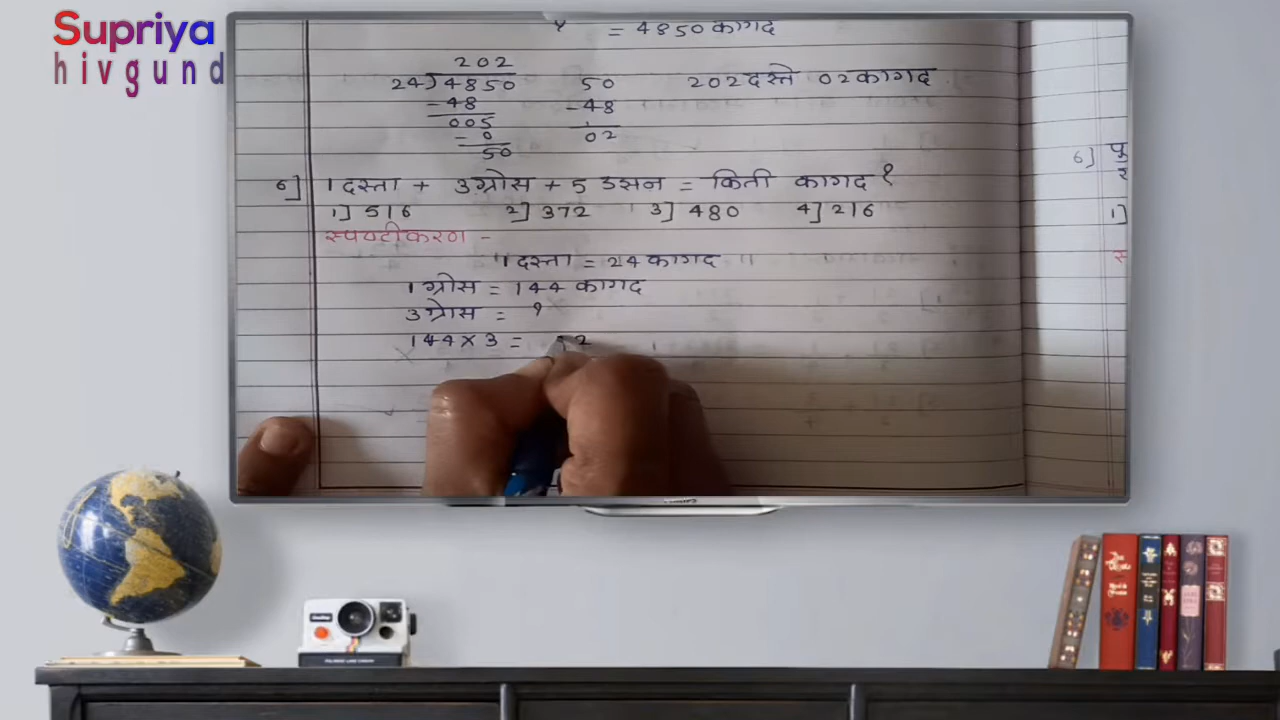 Supriya
hivgund
= 4850 कागद
202
24)4850 50 202 दस्ते 02 कागद
-48 -48
005 02
- 0
50
6] 1 दस्ता + 3 ग्रोस + 5 डझन = किती कागद ?
1] 516 2] 372 3] 480 4] 216
स्पष्टीकरण -
1 दस्ता = 24 कागद
1 ग्रोस = 144 कागद
3 ग्रोस = ?
144 × 3 =
6] पु
1]
स